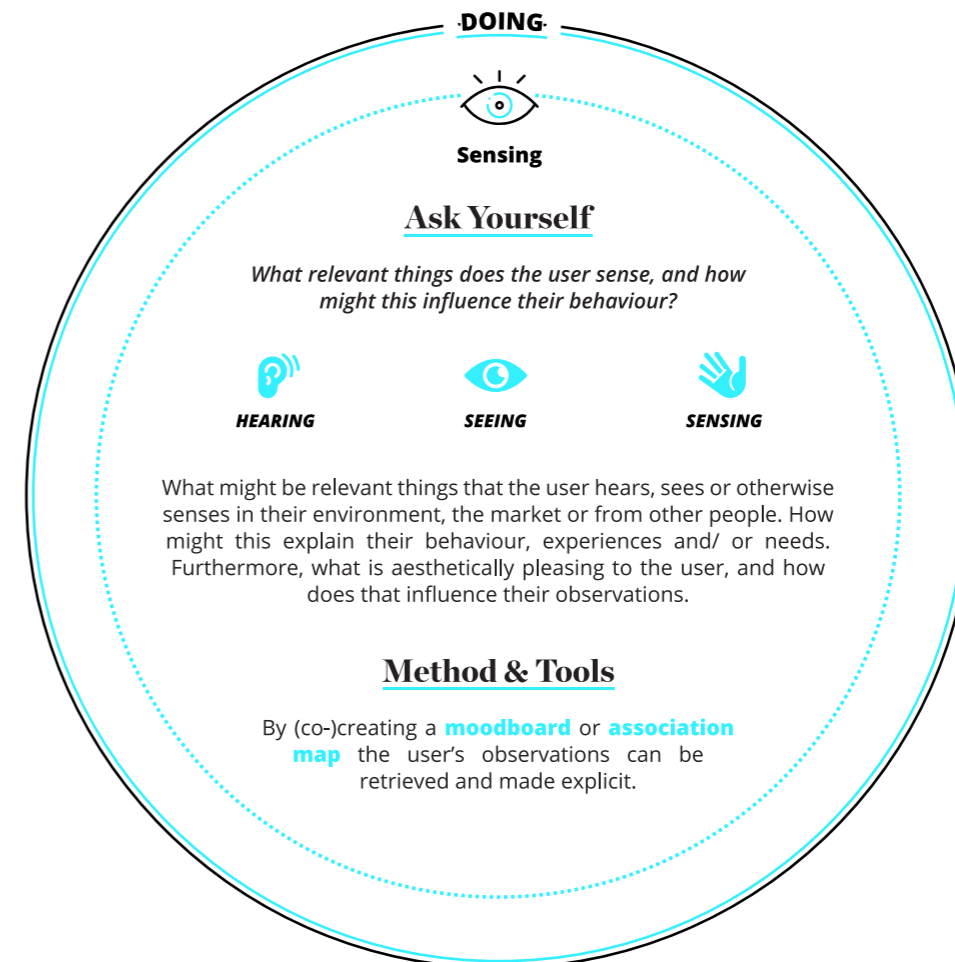 DOING
Sensing
Ask Yourself
What relevant things does the user sense, and how
might this influence their behaviour?
HEARING SEEING SENSING
What might be relevant things that the user hears, sees or otherwise
senses in their environment, the market or from other people. How
might this explain their behaviour, experiences and/ or needs.
Furthermore, what is aesthetically pleasing to the user, and how
does that influence their observations.
Method & Tools
By (co-)creating a moodboard or association
map the user's observations can be
retrieved and made explicit.